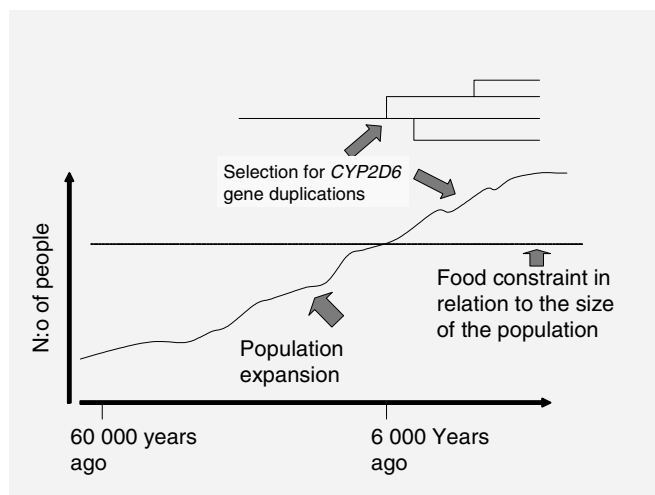 Selection for CYP2D6
gene duplications
N:o of people
Food constraint in
relation to the size
of the population
Population
expansion
60 000 years
ago
6 000 Years
ago